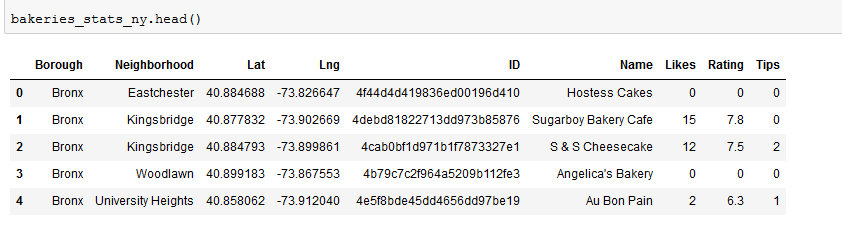 bakeries_stats_ny.head()
Borough Neighborhood Lat Lng ID Name Likes Rating Tips
0 Bronx Eastchester 40.884688 -73.826647 4f44d4d419836ed00196d410 Hostess Cakes 0 0 0
1 Bronx Kingsbridge 40.877832 -73.902669 4debd81822713dd973b85876 Sugarboy Bakery Cafe 15 7.8 0
2 Bronx Kingsbridge 40.884793 -73.899861 4cab0bf1d971b1f7873327e1 S & S Cheesecake 12 7.5 2
3 Bronx Woodlawn 40.899183 -73.867553 4b79c7c2f964a5209b112fe3 Angelica's Bakery 0 0 0
4 Bronx University Heights 40.858062 -73.912040 4e5f8bde45dd4656dd97be19 Au Bon Pain 2 6.3 1